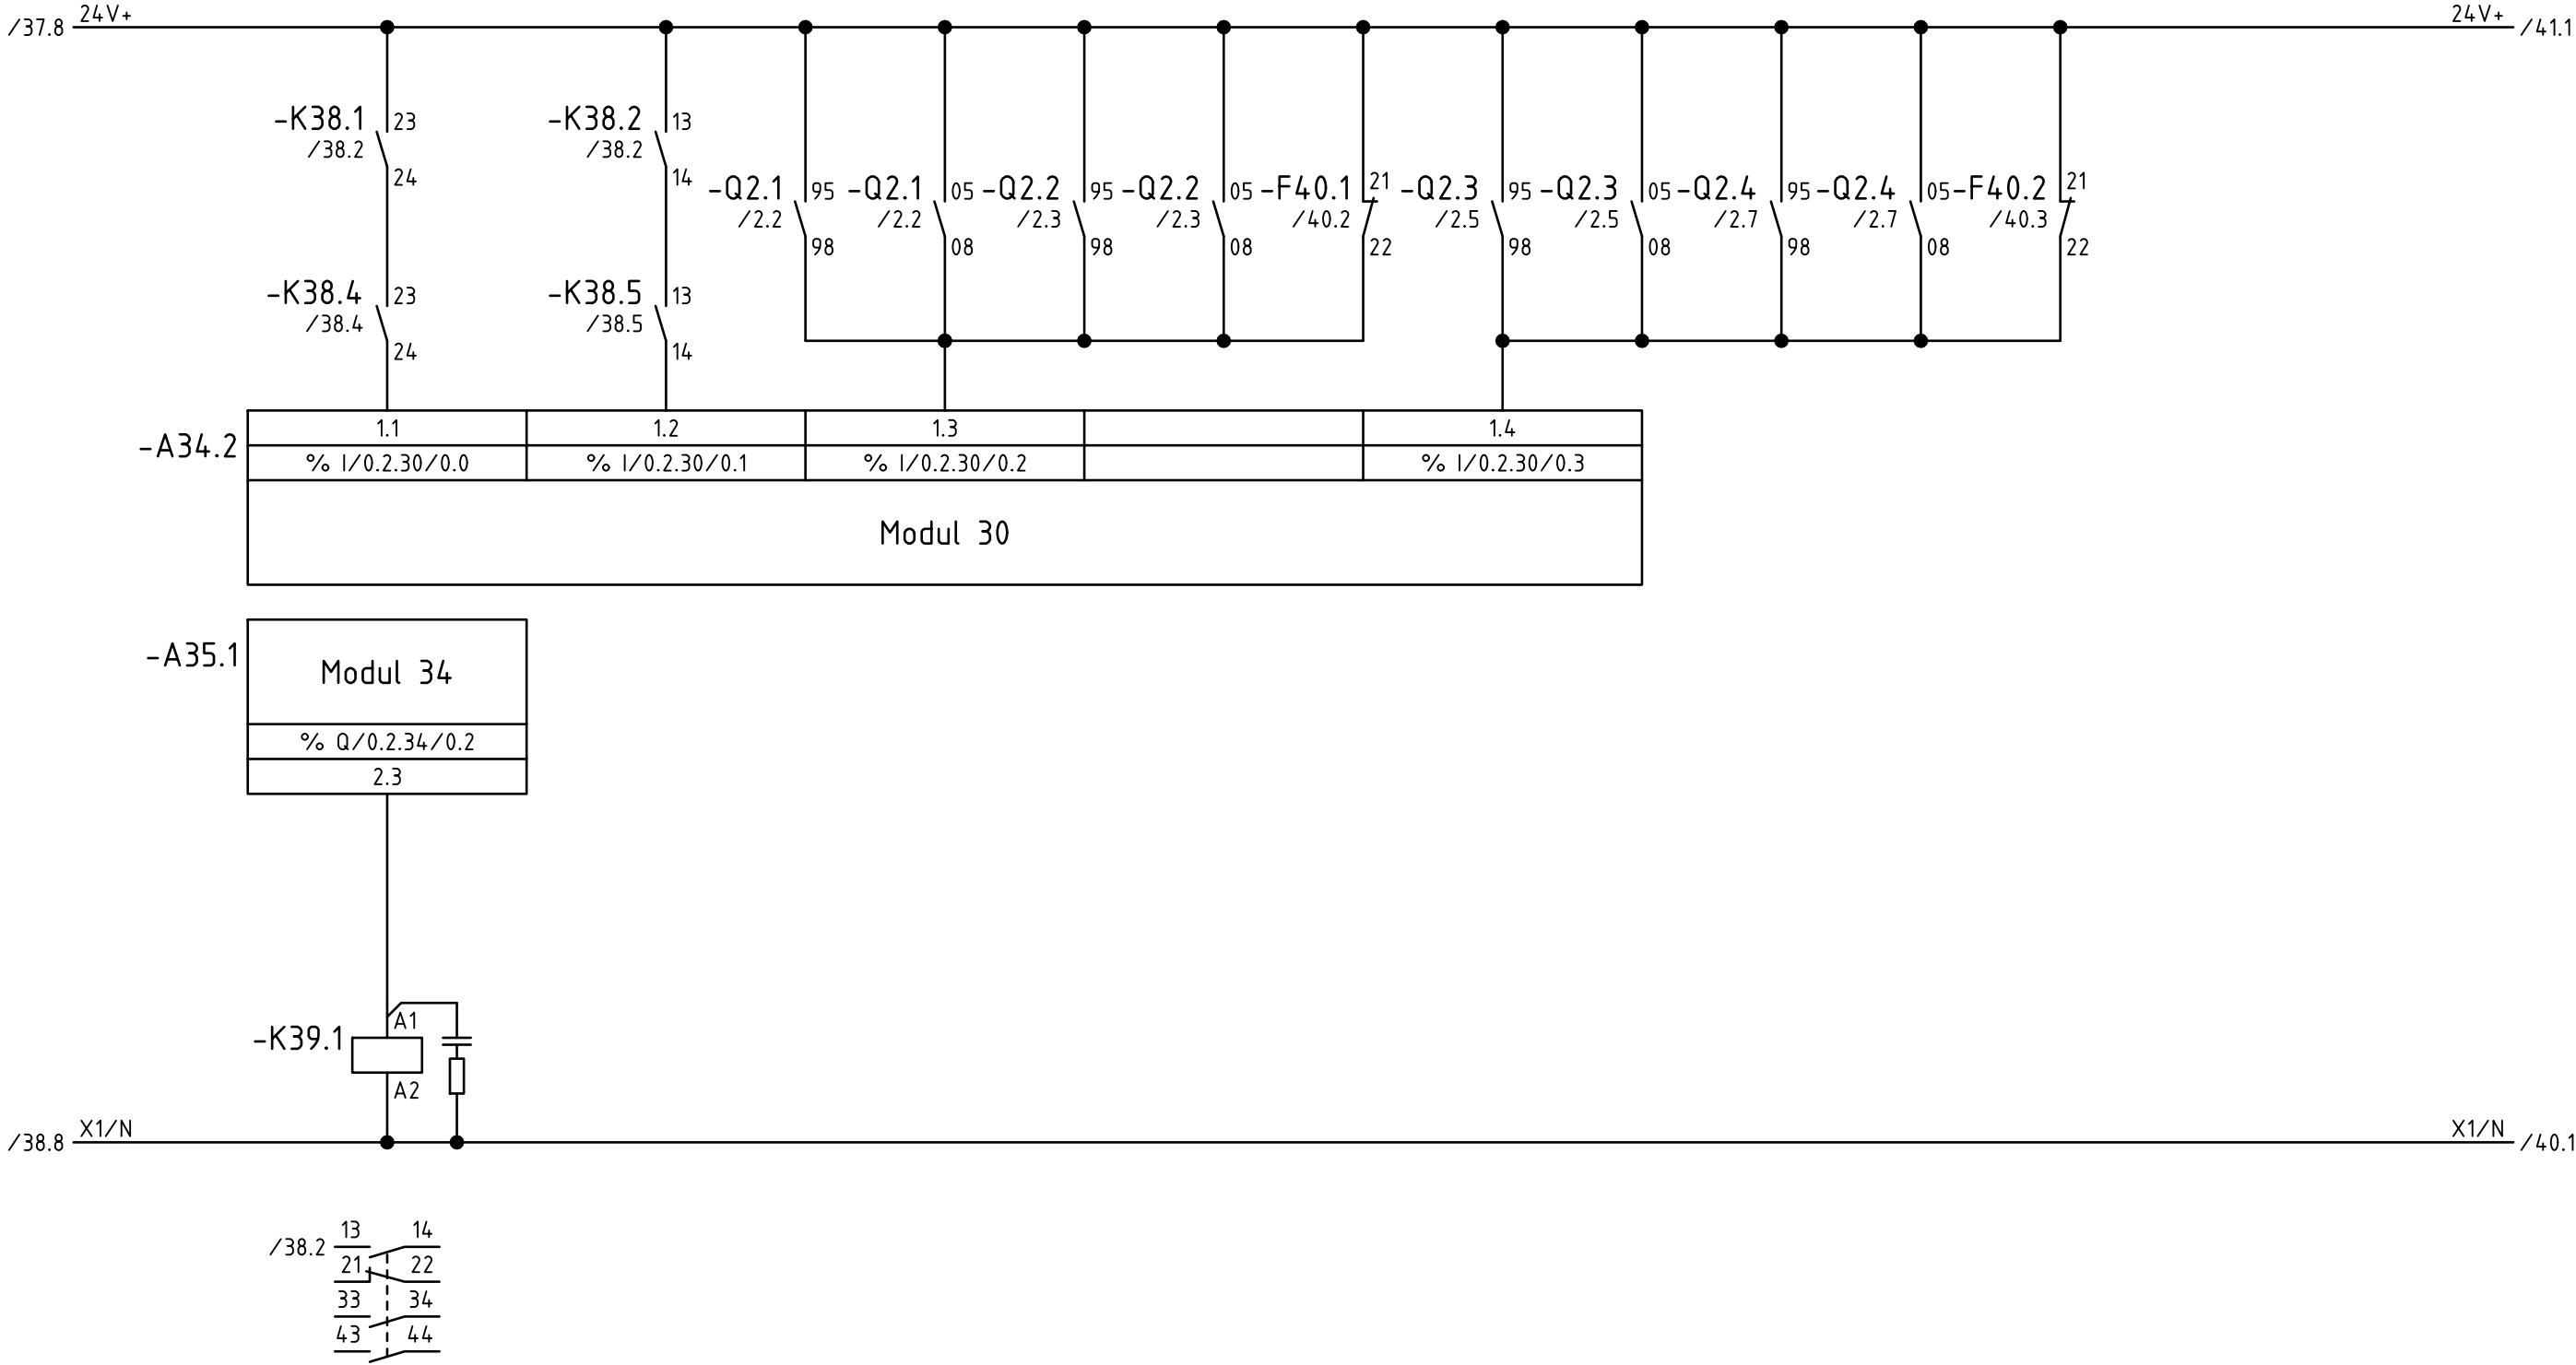 24V+ 24V+
/37.8 /41.1
-K38.1 23 -K38.2 13
/38.2 /38.2
24 14
-Q2.1 95 -Q2.1 05 -Q2.2 95 -Q2.2 05 -F40.1 21 -Q2.3 95 -Q2.3 05 -Q2.4 95 -Q2.4 05 -F40.2 21
/2.2 /2.2 /2.3 /2.3 /40.2 /2.5 /2.5 /2.7 /2.7 /40.3
98 08 98 08 22 98 08 98 08 22
-K38.4 23 -K38.5 13
/38.4 /38.5
24 14
1.1 1.2 1.3 1.4
-A34.2
% I/0.2.30/0.0 % I/0.2.30/0.1 % I/0.2.30/0.2 % I/0.2.30/0.3
Modul 30
-A35.1
Modul 34
% Q/0.2.34/0.2
2.3
A1
-K39.1
A2
X1/N X1/N
/38.8 /40.1
13 14
/38.2
21 22
33 34
43 44